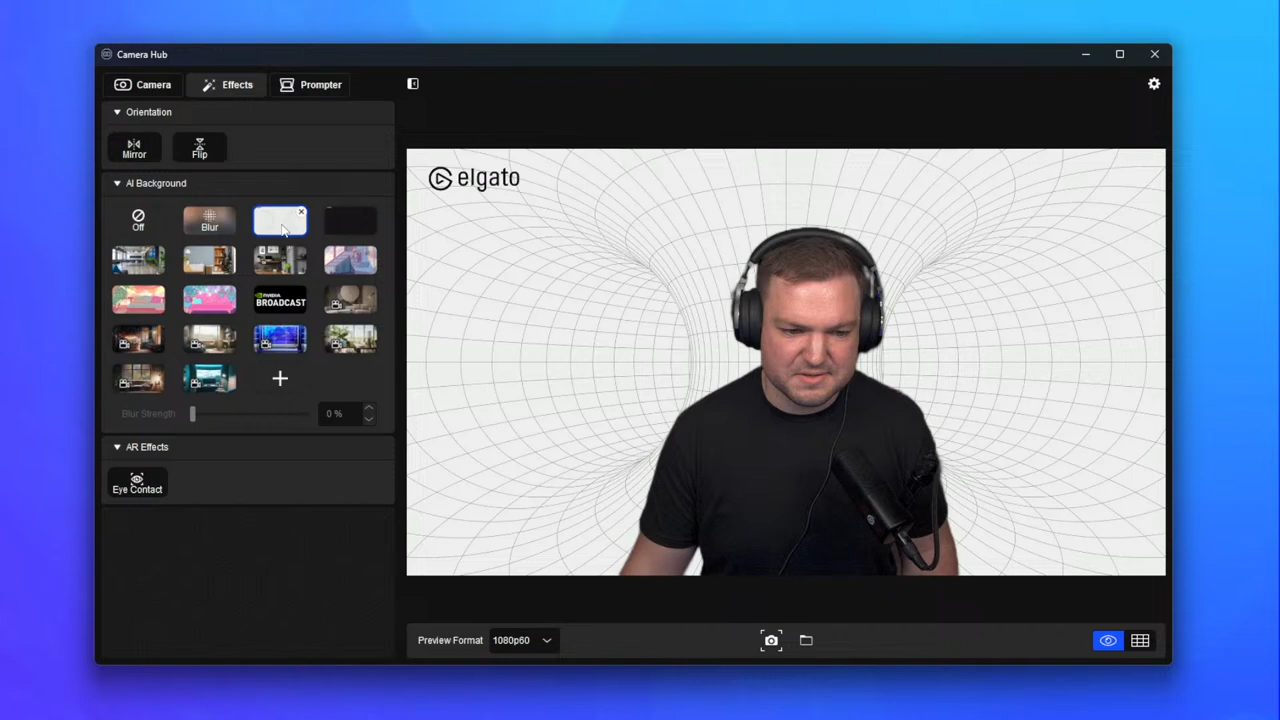 Camera Hub
Camera
Effects
Prompter
Orientation
Mirror
Flip
AI Background
Off
Blur
NVIDIA
BROADCAST
Blur Strength
0 %
AR Effects
Eye Contact
elgato
Preview Format
1080p60